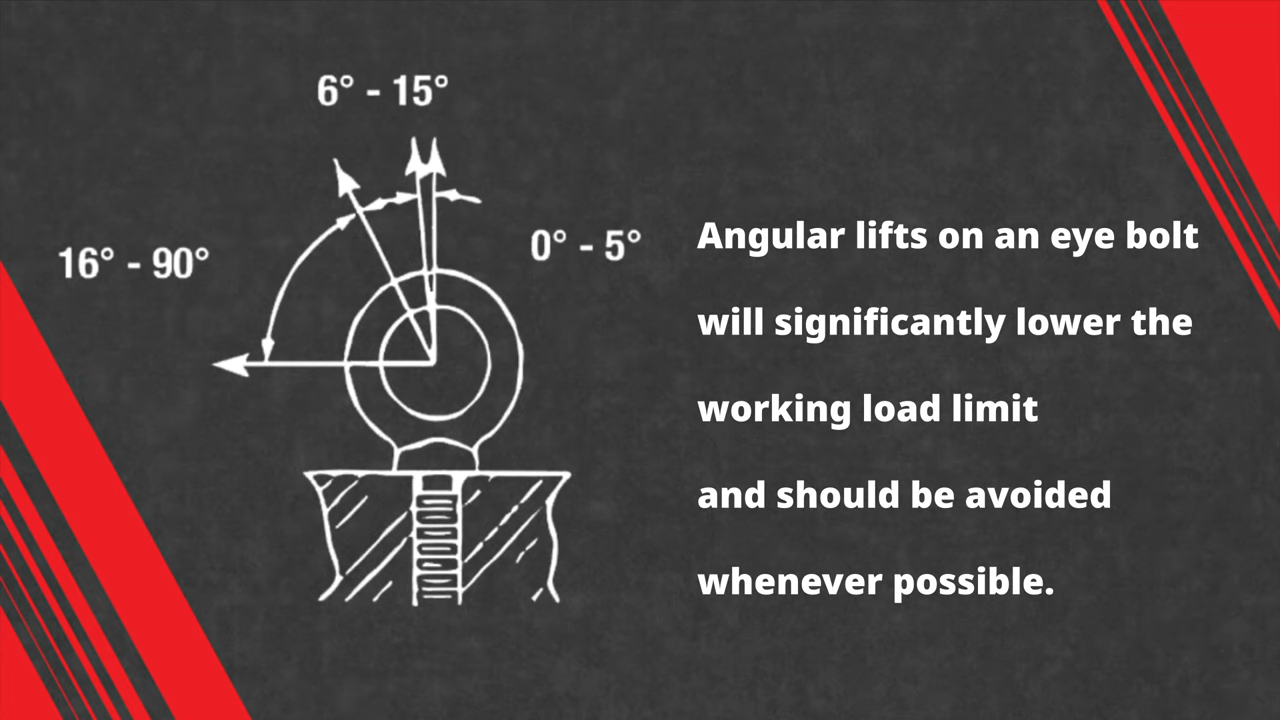 6° - 15°
16° - 90°
0° - 5°
Angular lifts on an eye bolt
will significantly lower the
working load limit
and should be avoided
whenever possible.